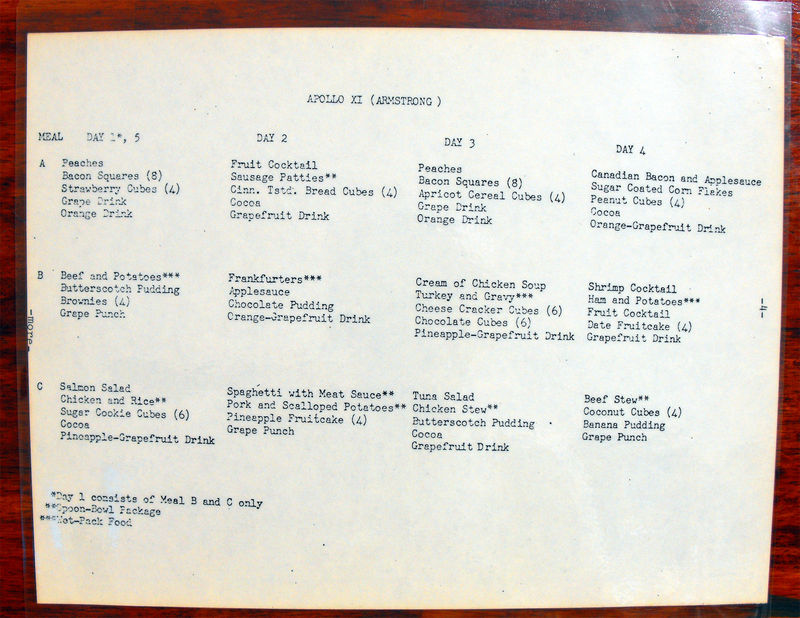 APOLLO XI (ARMSTRONG)
MEAL DAY 1*, 5 DAY 2 DAY 3 DAY 4
A Peaches
Bacon Squares (8)
Strawberry Cubes (4)
Grape Drink
Orange Drink
Fruit Cocktail
Sausage Patties**
Cinn. Tstd. Bread Cubes (4)
Cocoa
Grapefruit Drink
Peaches
Bacon Squares (8)
Apricot Cereal Cubes (4)
Grape Drink
Orange Drink
Canadian Bacon and Applesauce
Sugar Coated Corn Flakes
Peanut Cubes (4)
Cocoa
Orange-Grapefruit Drink
B Beef and Potatoes***
Butterscotch Pudding
Brownies (4)
Grape Punch
Frankfurters***
Applesauce
Chocolate Pudding
Orange-Grapefruit Drink
Cream of Chicken Soup
Turkey and Gravy***
Cheese Cracker Cubes (6)
Chocolate Cubes (6)
Pineapple-Grapefruit Drink
Shrimp Cocktail
Ham and Potatoes***
Fruit Cocktail
Date Fruitcake (4)
Grapefruit Drink
C Salmon Salad
Chicken and Rice**
Sugar Cookie Cubes (6)
Cocoa
Pineapple-Grapefruit Drink
Spaghetti with Meat Sauce**
Pork and Scalloped Potatoes**
Pineapple Fruitcake (4)
Grape Punch
Tuna Salad
Chicken Stew**
Butterscotch Pudding
Cocoa
Grapefruit Drink
Beef Stew**
Coconut Cubes (4)
Banana Pudding
Grape Punch
*Day 1 consists of Meal B and C only
**Spoon-Bowl Package
***Wet-Pack Food
-more-
-4-